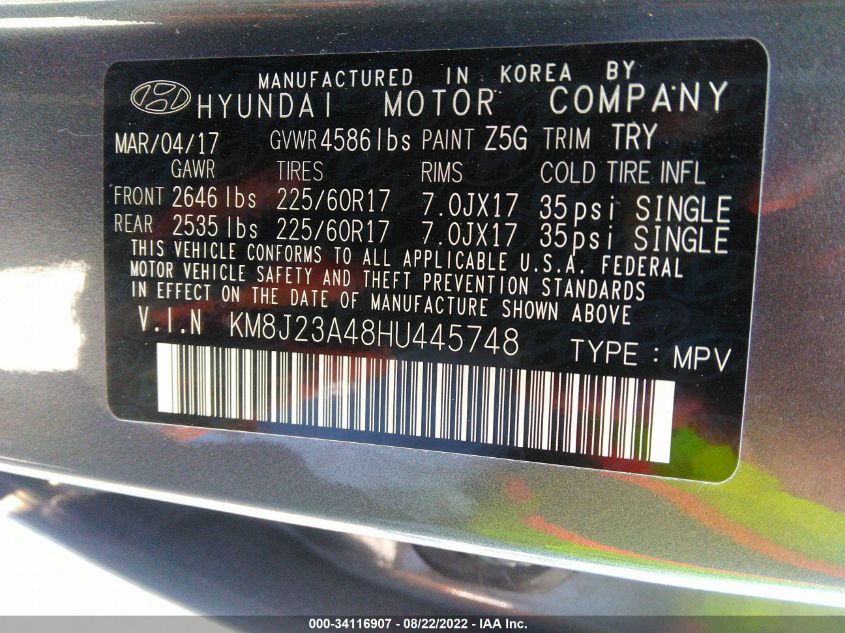 MANUFACTURED IN KOREA BY
HYUNDAI MOTOR COMPANY
MAR/04/17 GVWR 4586lbs PAINT Z5G TRIM TRY
GAWR TIRES RIMS COLD TIRE INFL
FRONT 2646 lbs 225/60R17 7.0JX17 35psi SINGLE
REAR 2535 lbs 225/60R17 7.0JX17 35psi SINGLE
THIS VEHICLE CONFORMS TO ALL APPLICABLE U.S.A. FEDERAL
MOTOR VEHICLE SAFETY AND THEFT PREVENTION STANDARDS
IN EFFECT ON THE DATE OF MANUFACTURE SHOWN ABOVE
V.I.N KM8J23A48HU445748 TYPE : MPV
000-34116907 - 08/22/2022 - IAA Inc.